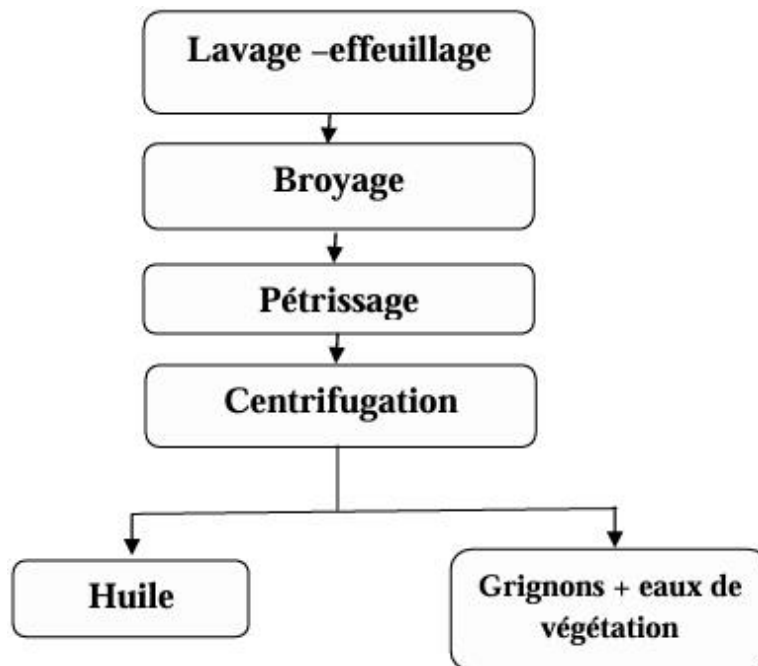 Lavage –effeuillage
Broyage
Pétrissage
Centrifugation
Huile
Grignons + eaux de
végétation